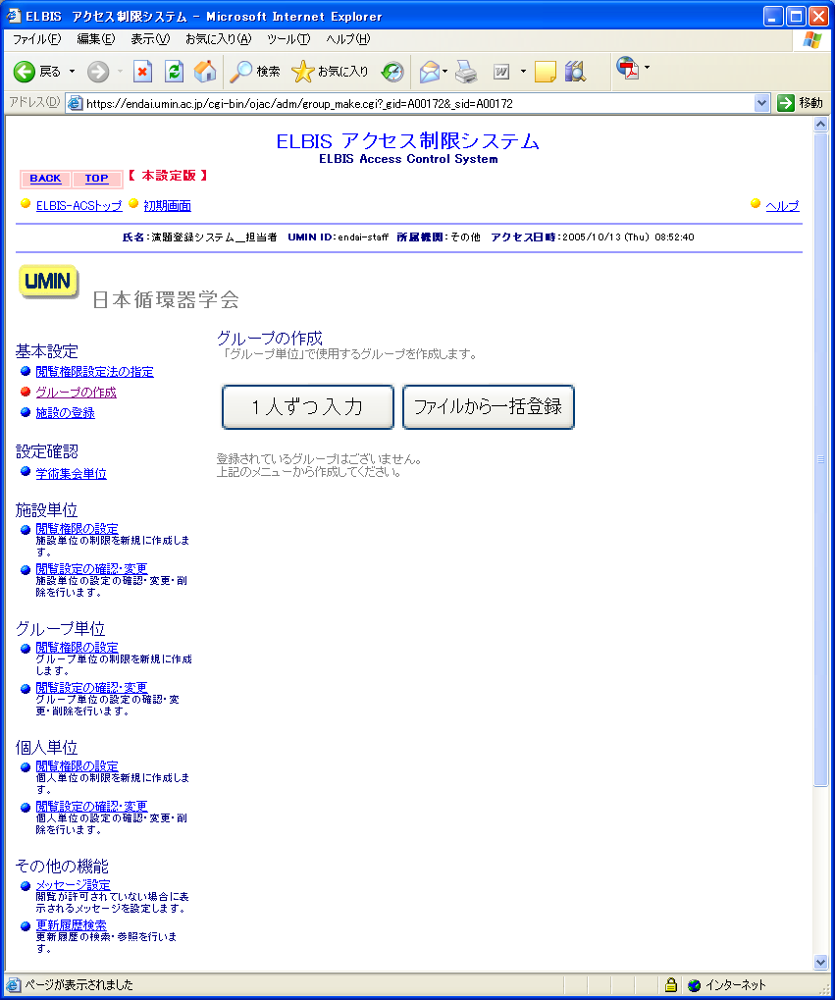 ELBIS アクセス制限システム - Microsoft Internet Explorer
ファイル(F) 編集(E) 表示(V) お気に入り(A) ツール(T) ヘルプ(H)
戻る 検索 お気に入り
アドレス(D) https://endai.umin.ac.jp/cgi-bin/ojac/adm/group_make.cgi?_gid=A00172&_sid=A00172 移動
ELBIS アクセス制限システム
ELBIS Access Control System
BACK TOP 【 本設定版 】
ELBIS-ACSトップ 初期画面 ヘルプ
氏名:演題登録システム＿担当者 UMIN ID:endai-staff 所属機関:その他 アクセス日時:2005/10/13 (Thu) 08:52:40
UMIN 日本循環器学会
グループの作成
「グループ単位」で使用するグループを作成します。
1人ずつ入力 ファイルから一括登録
登録されているグループはございません。
上記のメニューから作成してください。
基本設定
閲覧権限設定法の指定
グループの作成
施設の登録
設定確認
学術集会単位
施設単位
閲覧権限の設定
施設単位の制限を新規に作成しま
す。
閲覧設定の確認・変更
施設単位の設定の確認・変更・削
除を行います。
グループ単位
閲覧権限の設定
グループ単位の制限を新規に作成
します。
閲覧設定の確認・変更
グループ単位の設定の確認・変
更・削除を行います。
個人単位
閲覧権限の設定
個人単位の制限を新規に作成しま
す。
閲覧設定の確認・変更
個人単位の設定の確認・変更・削
除を行います。
その他の機能
メッセージ設定
閲覧が許可されていない場合に表
示されるメッセージを設定します。
更新履歴検索
更新履歴の検索・参照を行いま
す。
ページが表示されました インターネット